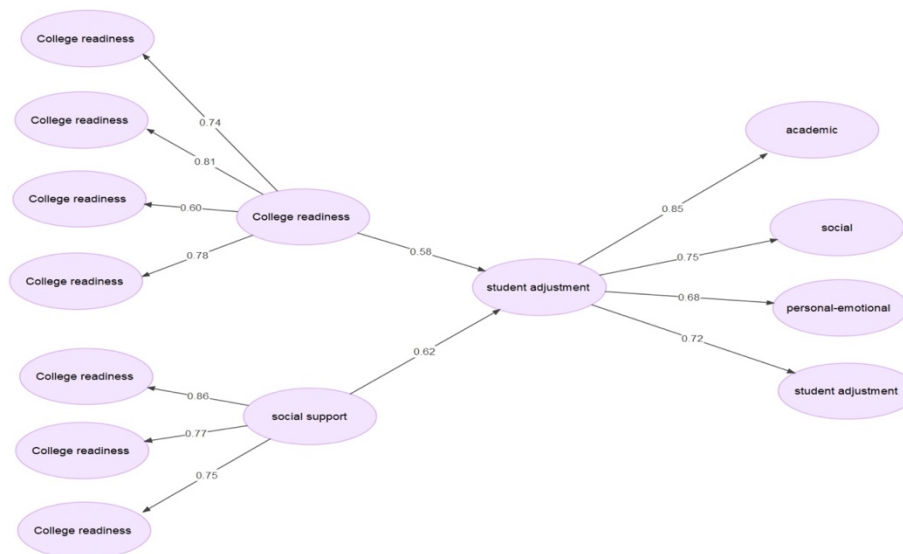 College readiness
College readiness
College readiness
College readiness
0.74
0.81
0.60
0.78
College readiness
0.58
College readiness
College readiness
College readiness
0.86
0.77
0.75
social support
0.62
student adjustment
0.85
0.75
0.68
0.72
academic
social
personal-emotional
student adjustment